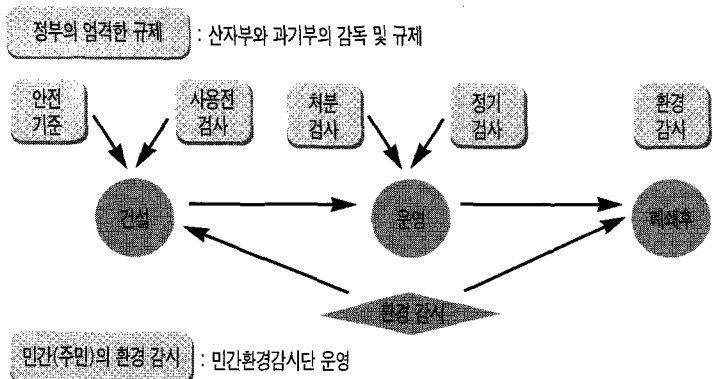 정부의 엄격한 규제 : 산자부와 과기부의 감독 및 규제
안전
기준
사용전
검사
처분
검사
정기
검사
환경
감시
건설
운영
폐쇄후
환경 감시
민간(주민)의 환경 감시 : 민간환경감시단 운영